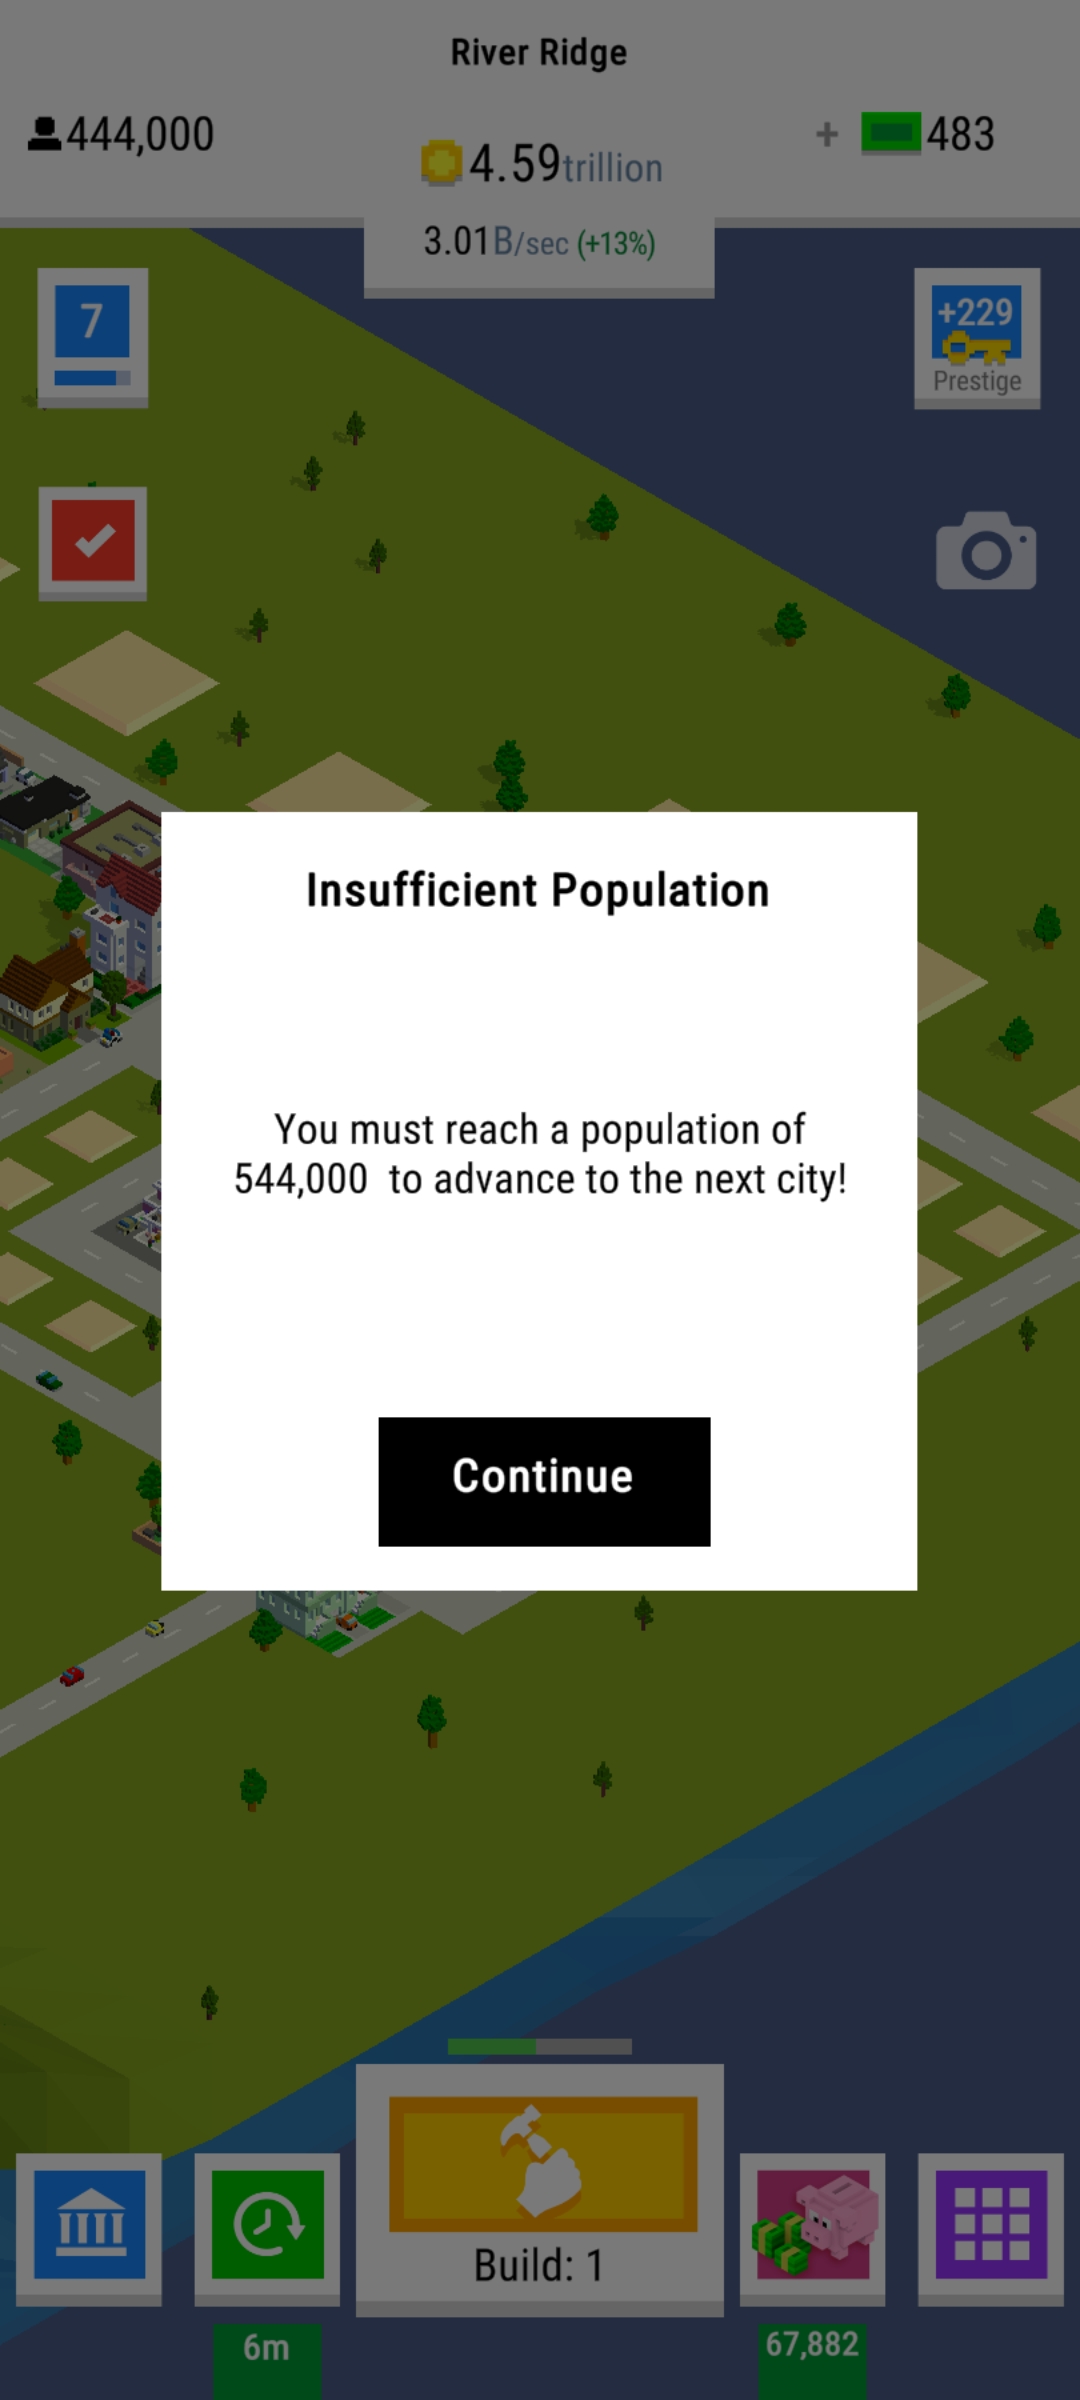 River Ridge
444,000
4.59trillion
+ 483
3.01B/sec (+13%)
7
+229
Prestige
Insufficient Population
You must reach a population of
544,000 to advance to the next city!
Continue
Build: 1
6m
67,882